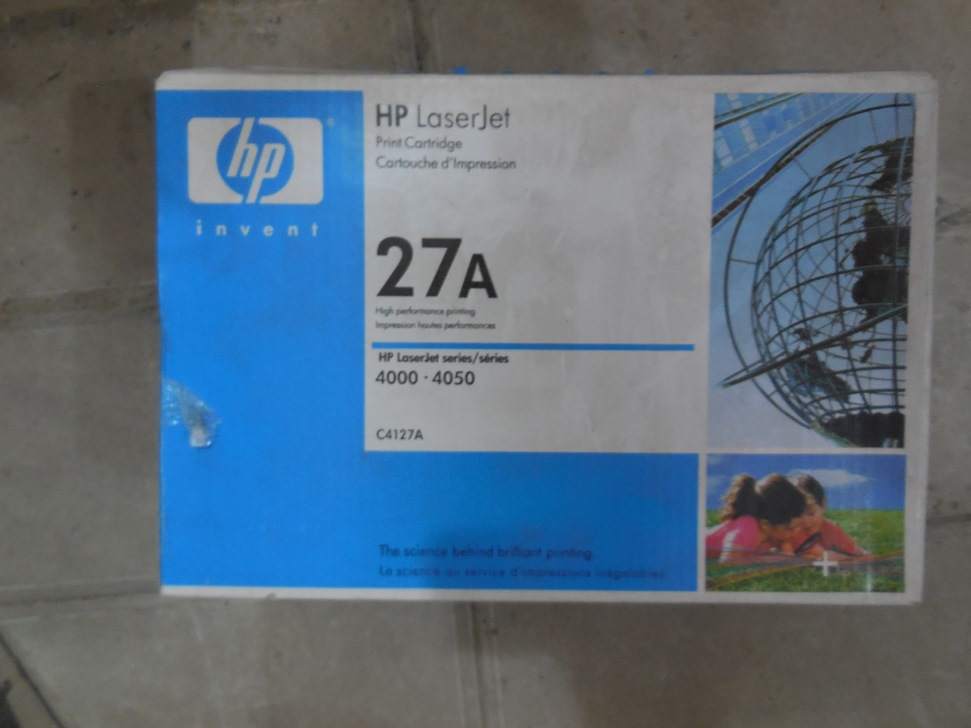 hp
®
invent
HP LaserJet
Print Cartridge
Cartouche d'Impression
27A
High performance printing
Impression hautes performances
HP LaserJet series/séries
4000 · 4050
C4127A
The science behind brilliant printing.
La science au service d'impressions inégalables.